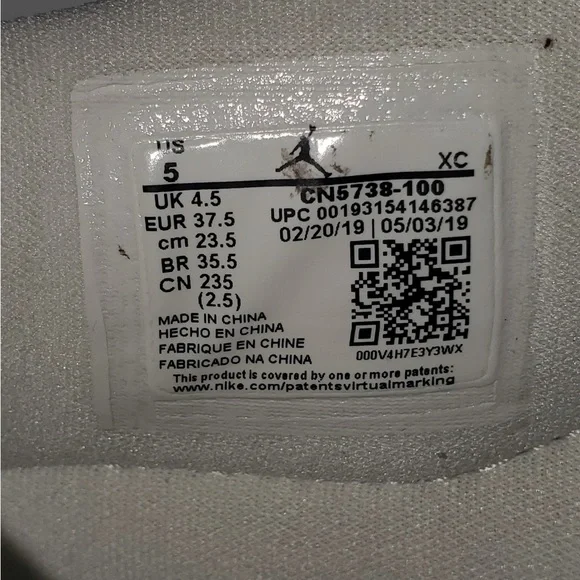 US
5
XC
UK 4.5
EUR 37.5
cm 23.5
BR 35.5
CN 235
(2.5)
CN5738-100
UPC 00193154146387
02/20/19 | 05/03/19
000V4H7E3Y3WX
MADE IN CHINA
HECHO EN CHINA
FABRIQUE EN CHINE
FABRICADO NA CHINA
This product is covered by one or more patents:
www.nike.com/patentsvirtualmarking